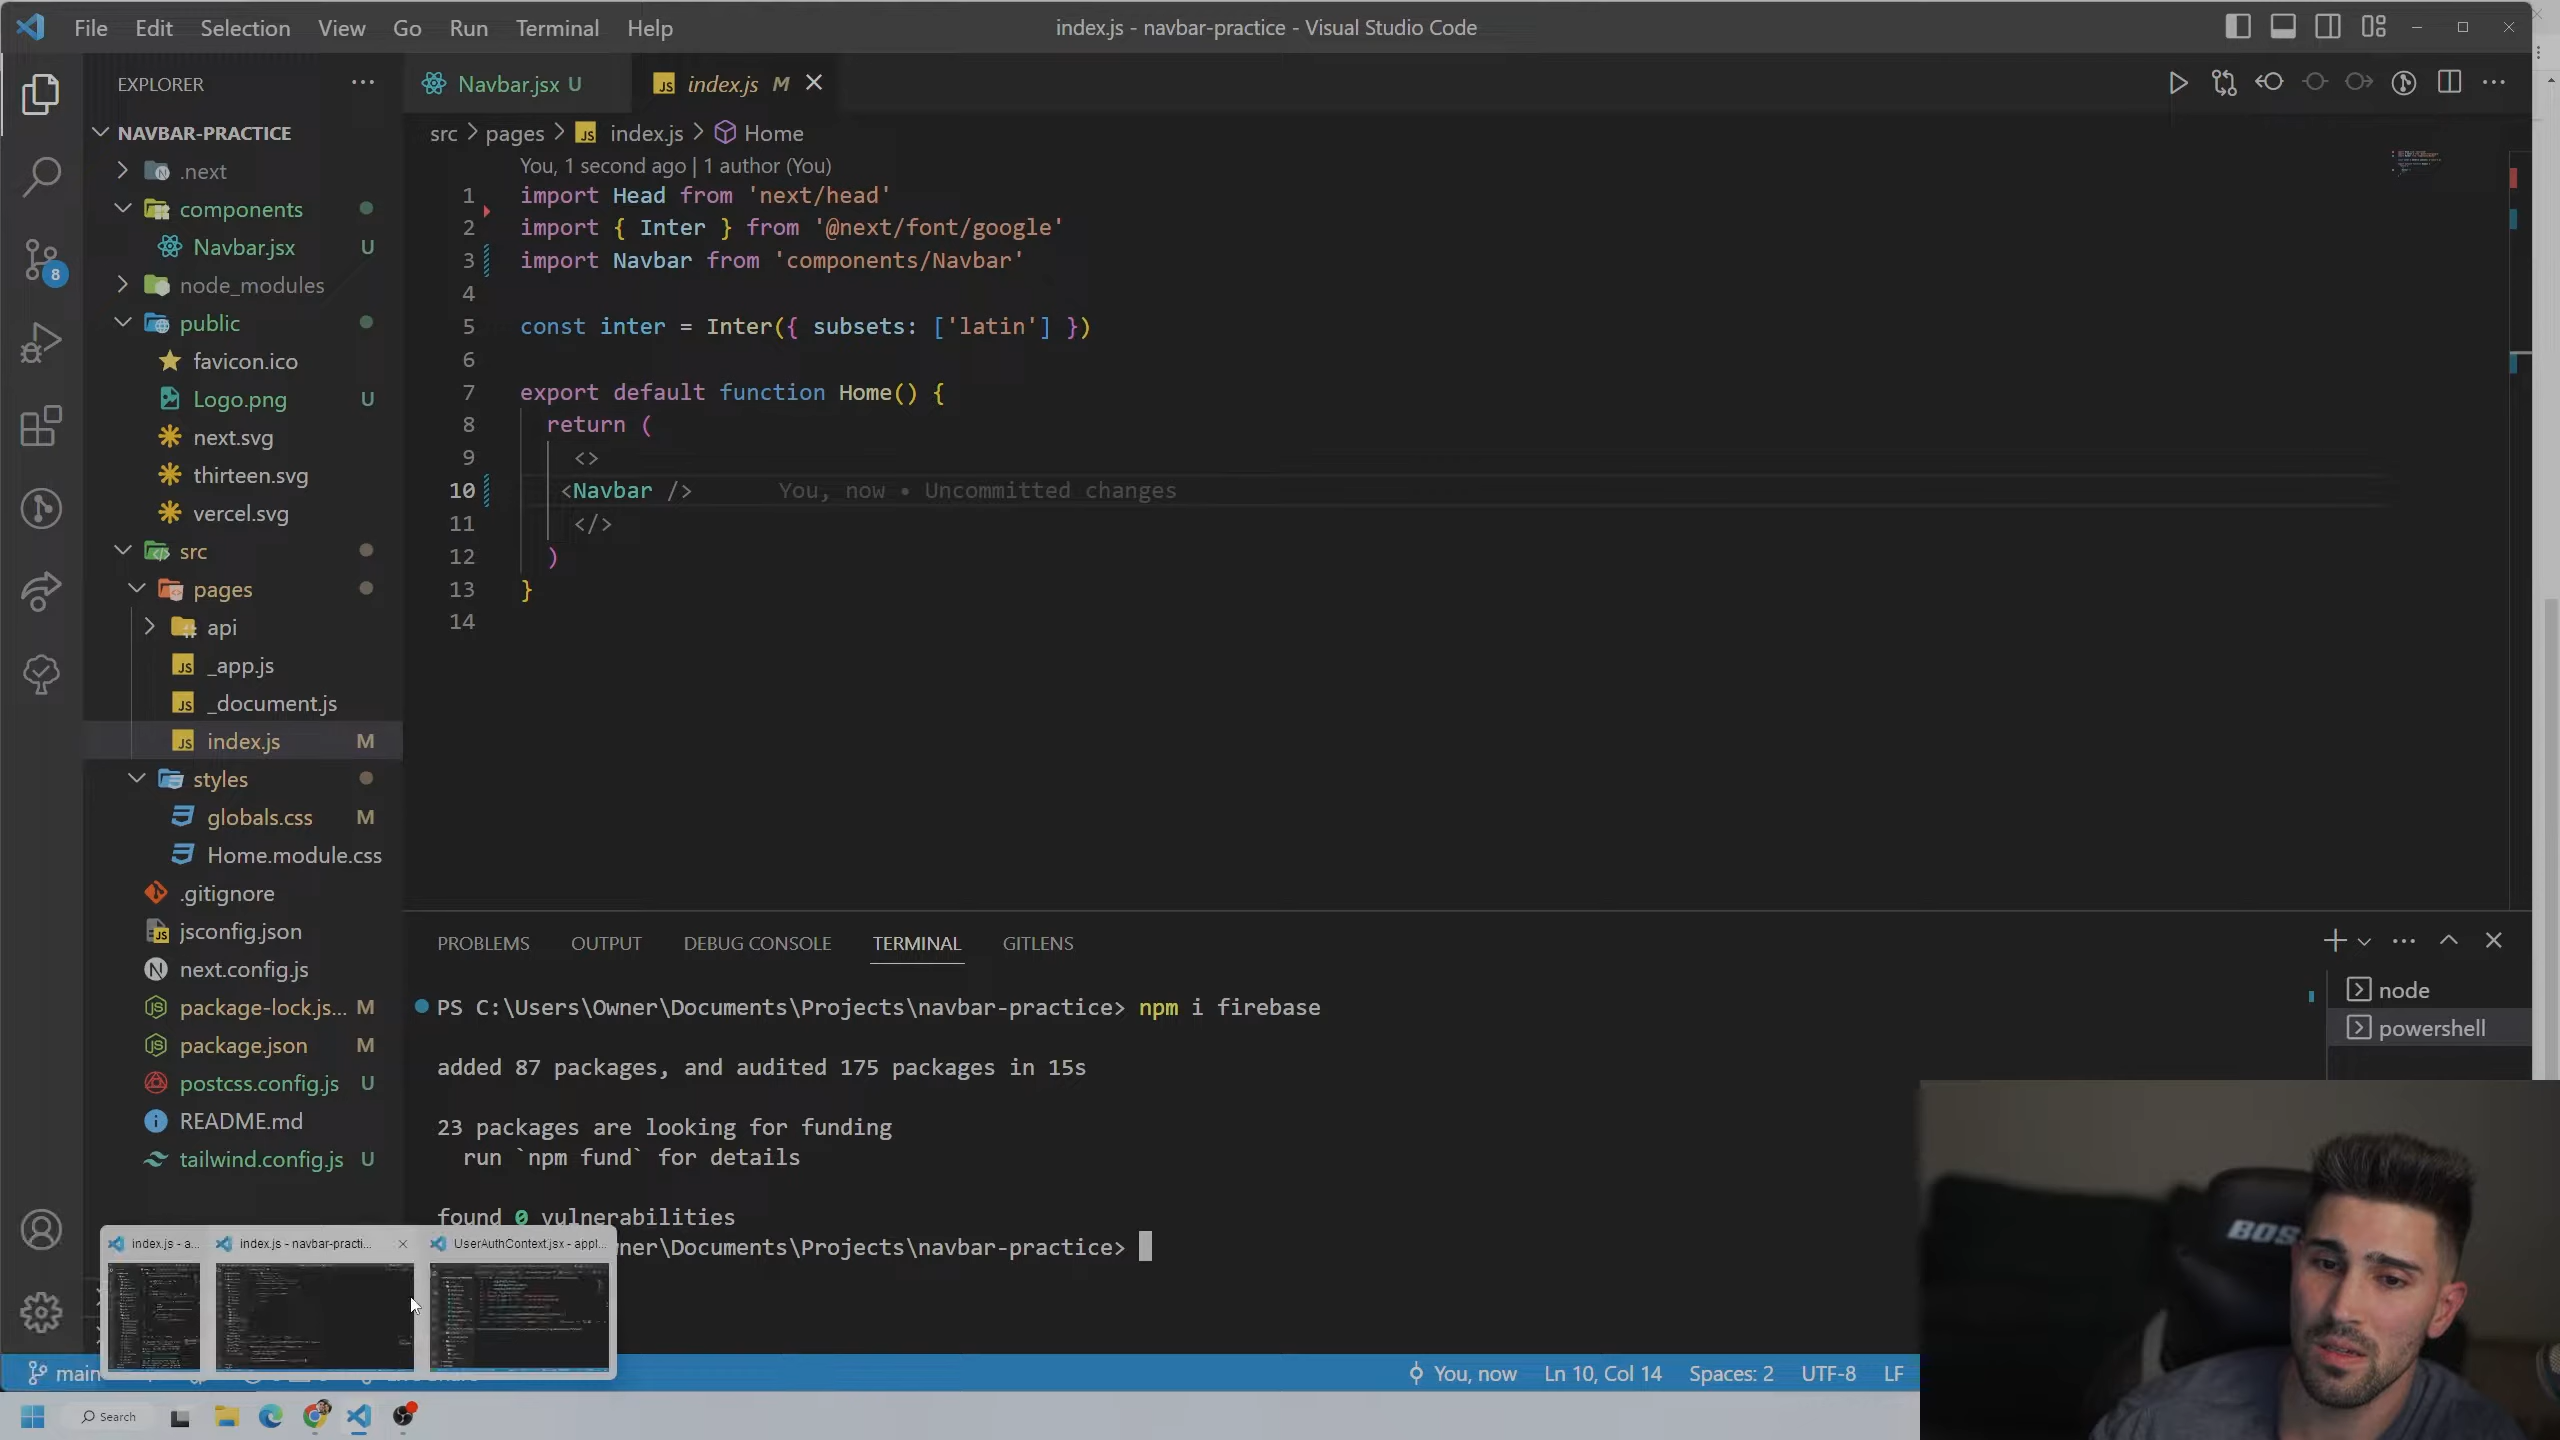 File Edit Selection View Go Run Terminal Help
index.js - navbar-practice - Visual Studio Code
EXPLORER
NAVBAR-PRACTICE
.next
components
Navbar.jsx U
node_modules
public
favicon.ico
Logo.png U
next.svg
thirteen.svg
vercel.svg
src
pages
api
_app.js
_document.js
index.js M
styles
globals.css M
Home.module.css
.gitignore
jsconfig.json
next.config.js
package-lock.js... M
package.json M
postcss.config.js U
README.md
tailwind.config.js U
8
Navbar.jsx U
index.js M
src > pages > index.js > Home
You, 1 second ago | 1 author (You)
1 import Head from 'next/head'
2 import { Inter } from '@next/font/google'
3 import Navbar from 'components/Navbar'
4
5 const inter = Inter({ subsets: ['latin'] })
6
7 export default function Home() {
8 return (
9 <>
10 <Navbar /> You, now • Uncommitted changes
11 </>
12 )
13 }
14
PROBLEMS OUTPUT DEBUG CONSOLE TERMINAL GITLENS
node
powershell
PS C:\Users\Owner\Documents\Projects\navbar-practice> npm i firebase
added 87 packages, and audited 175 packages in 15s
23 packages are looking for funding
run `npm fund` for details
found 0 vulnerabilities
ner\Documents\Projects\navbar-practice>
index.js - a...
index.js - navbar-practi...
UserAuthContext.jsx - appl...
main
You, now Ln 10, Col 14 Spaces: 2 UTF-8 LF
Search